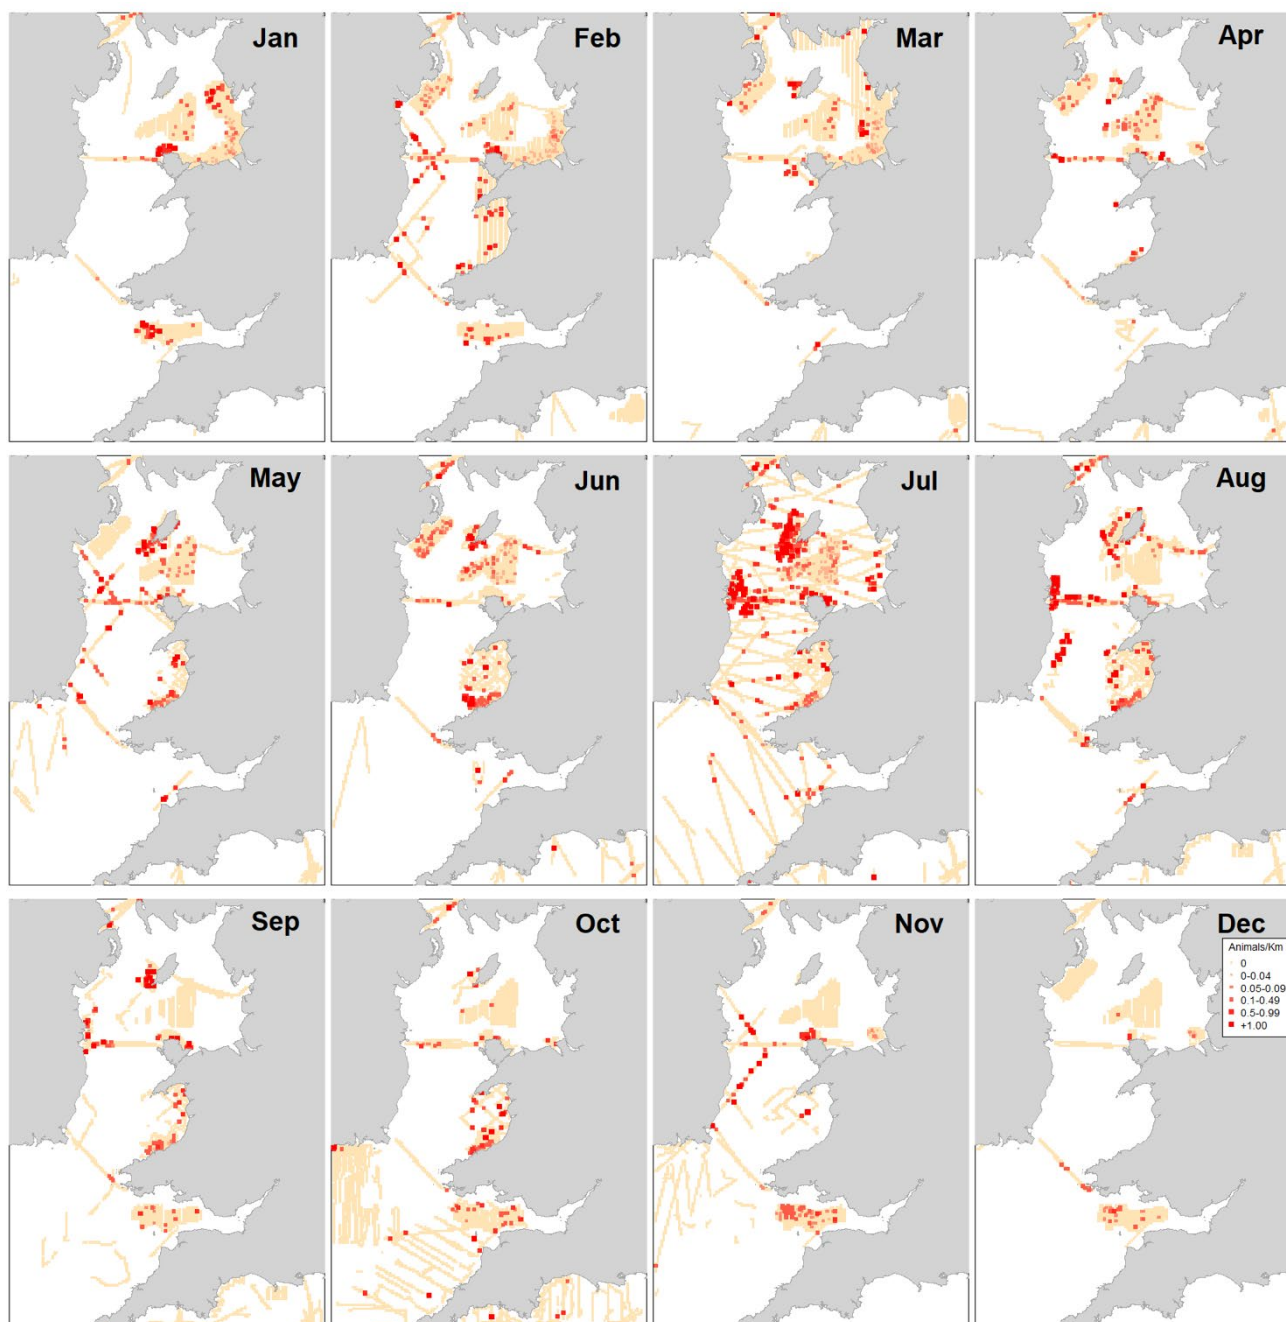 Jan
Feb
Mar
Apr
May
Jun
Jul
Aug
Sep
Oct
Nov
Dec
Animals/Km
0
0-0.04
0.05-0.09
0.1-0.49
0.5-0.99
+1.00